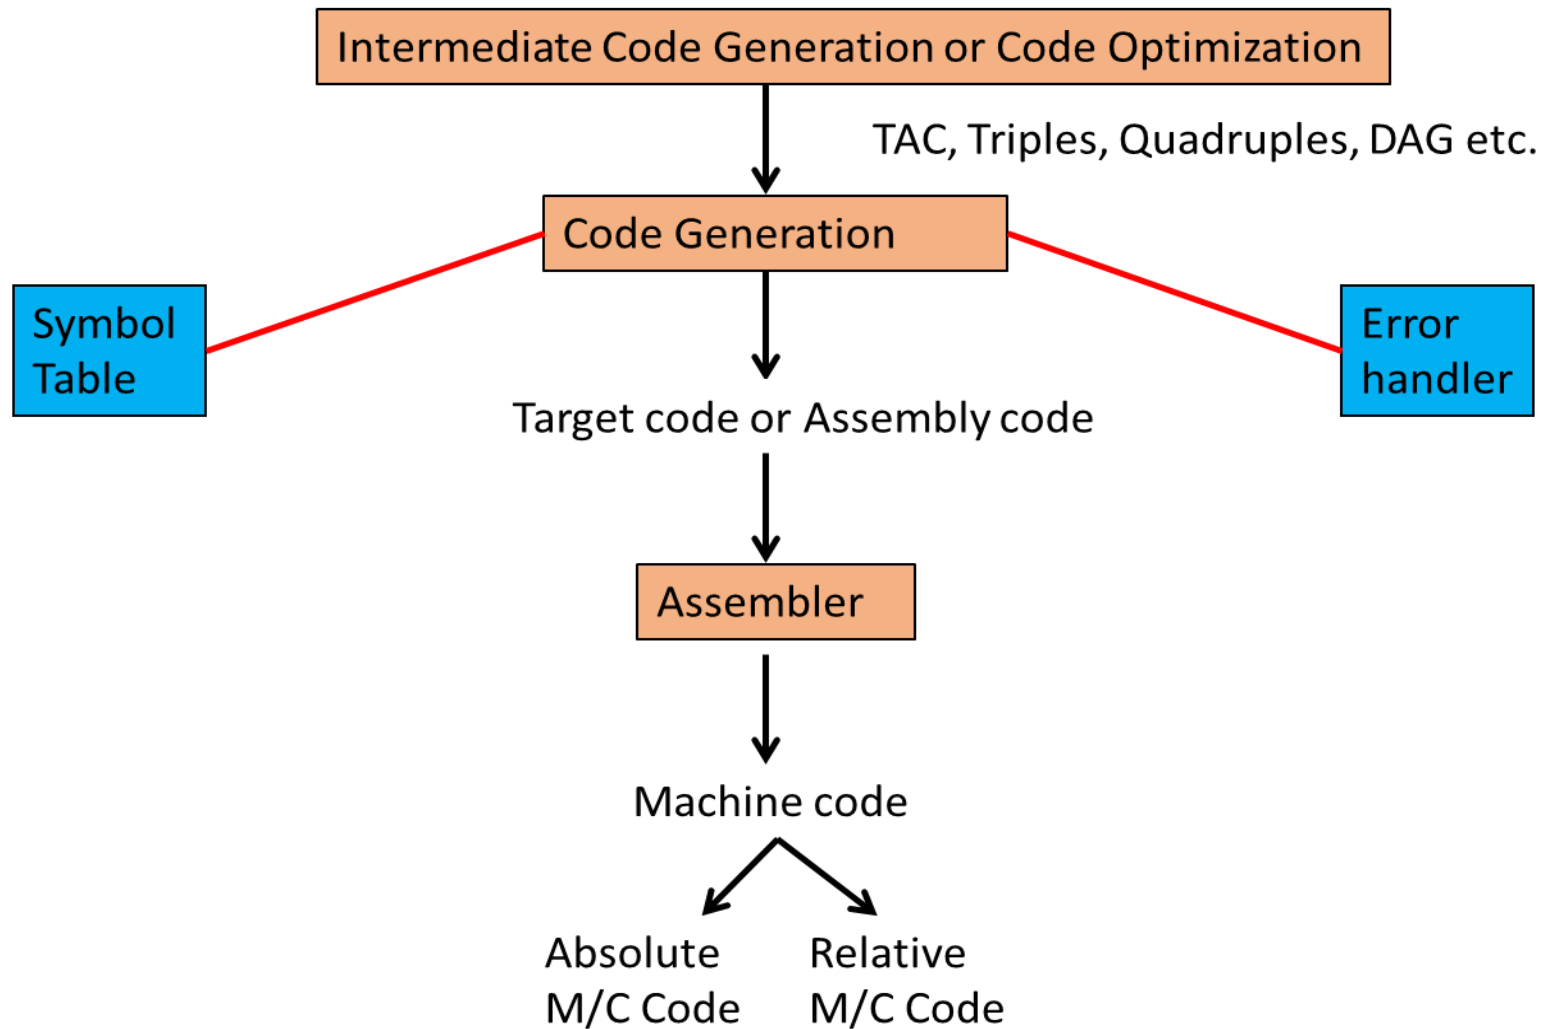 Intermediate Code Generation or Code Optimization
TAC, Triples, Quadruples, DAG etc.
Code Generation
Symbol
Table
Error
handler
Target code or Assembly code
Assembler
Machine code
Absolute
M/C Code
Relative
M/C Code